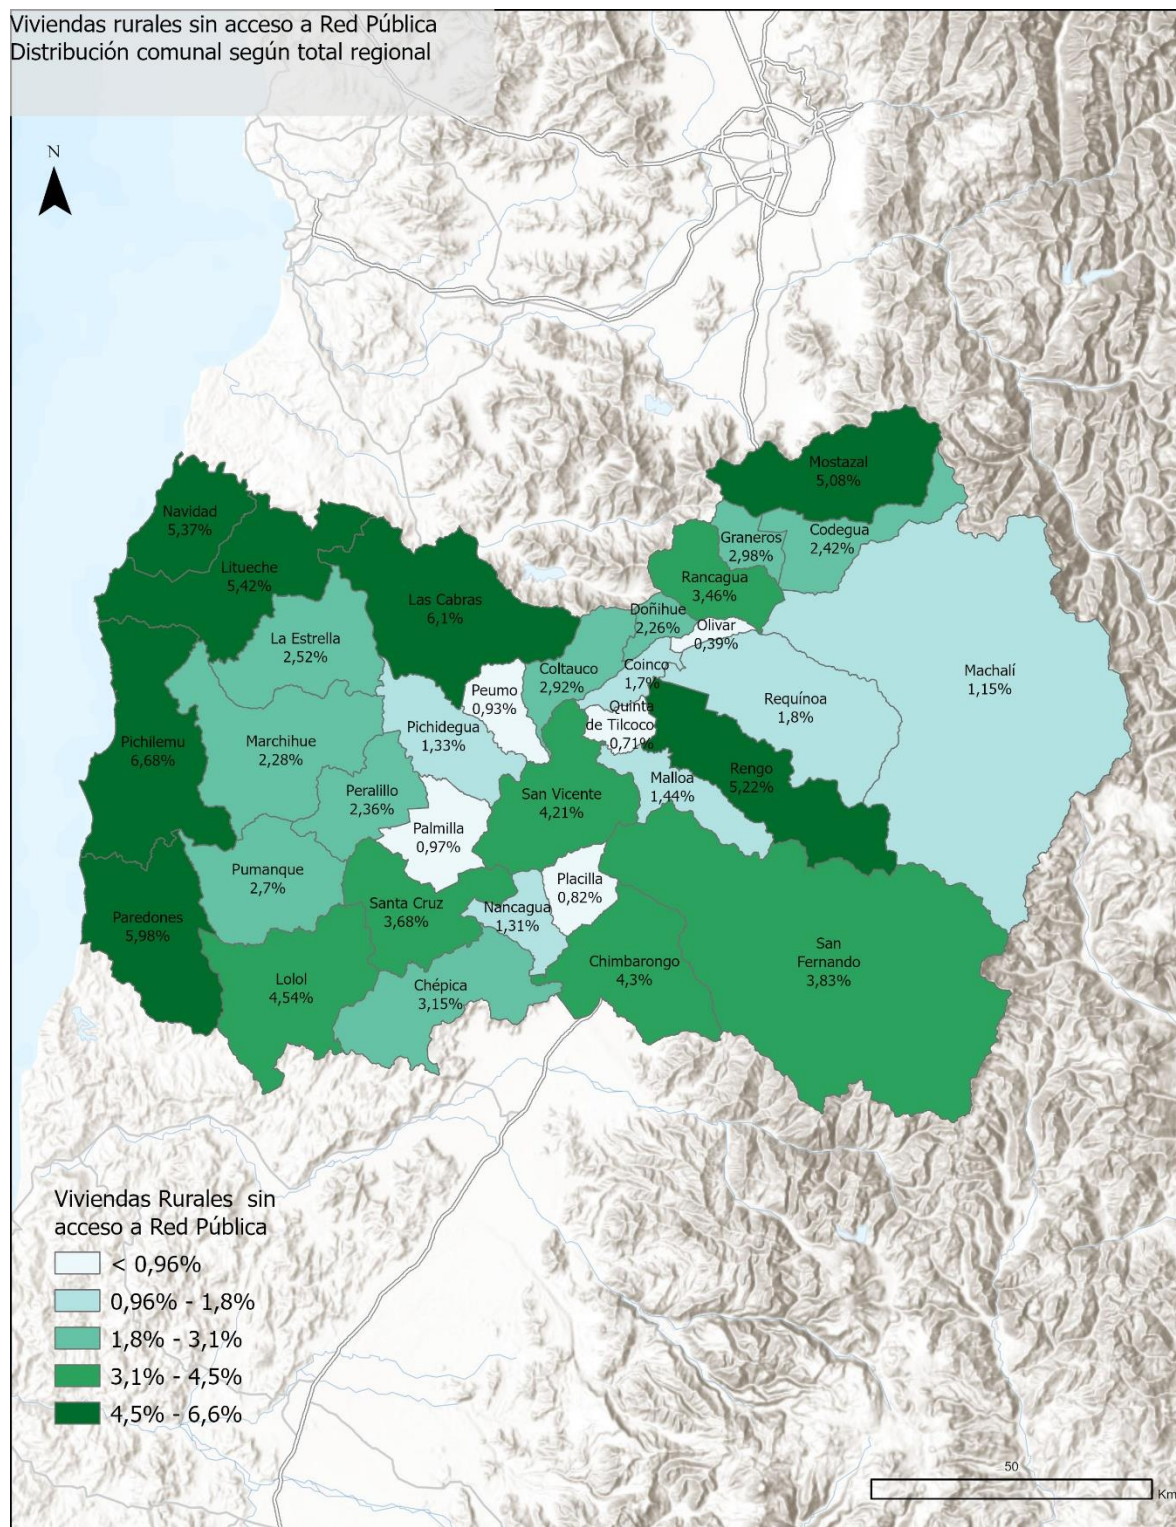 Viviendas rurales sin acceso a Red Pública
Distribución comunal según total regional
N
Mostazal
5,08%
Navidad
5,37%
Graneros
2,98%
Codegua
2,42%
Litueche
5,42%
Rancagua
3,46%
Las Cabras
6,1%
Doñihue
2,26%
Olivar
0,39%
La Estrella
2,52%
Coltauco
2,92%
Coinco
1,7%
Machalí
1,15%
Peumo
0,93%
Requínoa
1,8%
Quinta
de Tilcoco
0,71%
Pichidegua
1,33%
Pichilemu
6,68%
Marchihue
2,28%
Rengo
5,22%
Malloa
1,44%
Peralillo
2,36%
San Vicente
4,21%
Palmilla
0,97%
Pumanque
2,7%
Placilla
0,82%
Santa Cruz
3,68%
Nancagua
1,31%
Paredones
5,98%
San
Fernando
3,83%
Chimbarongo
4,3%
Lolol
4,54%
Chépica
3,15%
Viviendas Rurales sin
acceso a Red Pública
< 0,96%
0,96% - 1,8%
1,8% - 3,1%
3,1% - 4,5%
4,5% - 6,6%
50
Km